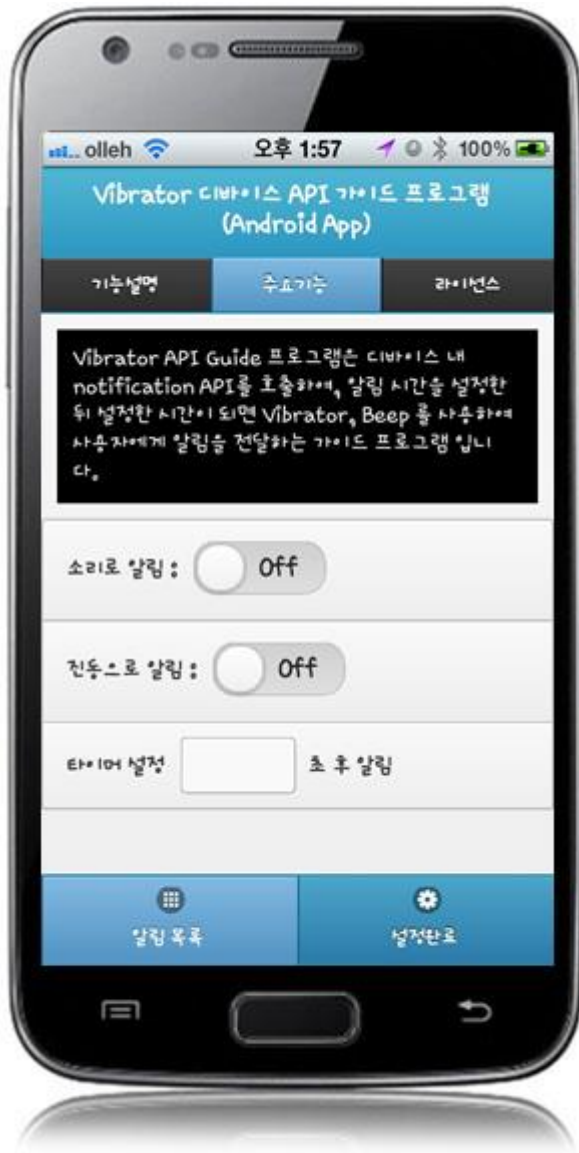 olleh 오후 1:57 100%
Vibrator 디바이스 API 가이드 프로그램
(Android App)
기능설명 주요기능 라이센스
Vibrator API Guide 프로그램은 디바이스 내
notification API를 호출하여, 알림 시간을 설정한
뒤 설정한 시간이 되면 Vibrator, Beep 를 사용하여
사용자에게 알림을 전달하는 가이드 프로그램 입니
다.
소리로 알림 : Off
진동으로 알림 : Off
타이머 설정 초 후 알림
알림 목록 설정완료